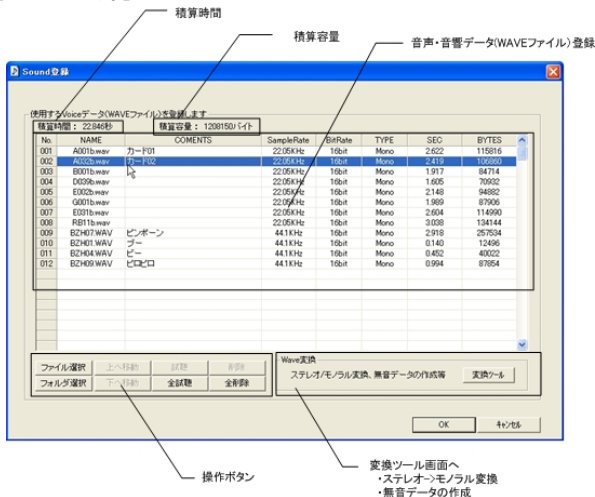 積算時間
積算容量
音声・音響データ(WAVEファイル)登録
Sound登録
使用するVoiceデータ(WAVEファイル)を登録します
積算時間： 22.846秒 積算容量： 1208150バイト
No. NAME COMENTS SampleRate BitRate TYPE SEC BYTES
001 A001b.wav カード01 22.05KHz 16bit Mono 2.622 115816
002 A032b.wav カード02 22.05KHz 16bit Mono 2.419 106860
003 B001b.wav 22.05KHz 16bit Mono 1.917 84714
004 D039b.wav 22.05KHz 16bit Mono 1.605 70932
005 E002b.wav 22.05KHz 16bit Mono 2.148 94882
006 G001b.wav 22.05KHz 16bit Mono 1.989 87906
007 E031b.wav 22.05KHz 16bit Mono 2.604 114990
008 RB11b.wav 22.05KHz 16bit Mono 3.038 134144
009 BZH07.WAV ピンポーン 44.1KHz 16bit Mono 2.918 257534
010 BZH01.WAV ブー 44.1KHz 16bit Mono 0.140 12496
011 BZH04.WAV ピー 44.1KHz 16bit Mono 0.452 40022
012 BZH09.WAV ピロピロ 44.1KHz 16bit Mono 0.994 87854
ファイル選択 上へ移動 試聴 削除
フォルダ選択 下へ移動 全試聴 全削除
Wave変換
ステレオ/モノラル変換、無音データの作成等 変換ツール
OK キャンセル
操作ボタン
変換ツール画面へ
・ステレオ->モノラル変換
・無音データの作成